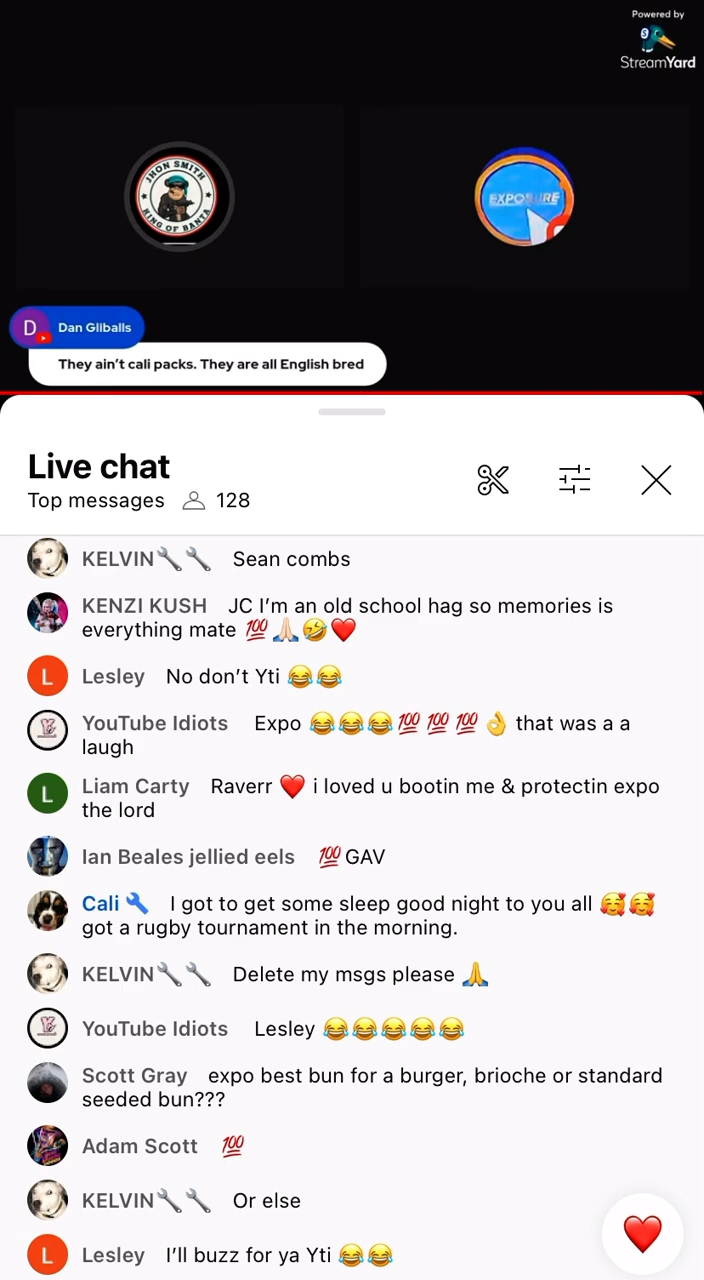 Powered by
StreamYard
JHON SMITH
KING OF BANTA
EXPOSURE
D Dan Gliballs
They ain’t cali packs. They are all English bred
Live chat
Top messages 128
KELVIN🔧🔧 Sean combs
KENZI KUSH JC I’m an old school hag so memories is
everything mate 💯🙏🏻🤣❤️
L Lesley No don’t Yti 😂😂
YouTube Idiots Expo 😂😂😂💯💯💯👌 that was a a
laugh
L Liam Carty Raverr ❤️ i loved u bootin me & protectin expo
the lord
Ian Beales jellied eels 💯GAV
Cali🔧 I got to get some sleep good night to you all 🥰🥰
got a rugby tournament in the morning.
KELVIN🔧🔧 Delete my msgs please 🙏
YouTube Idiots Lesley 😂😂😂😂😂
Scott Gray expo best bun for a burger, brioche or standard
seeded bun???
Adam Scott 💯
KELVIN🔧🔧 Or else
L Lesley I’ll buzz for ya Yti 😂😂